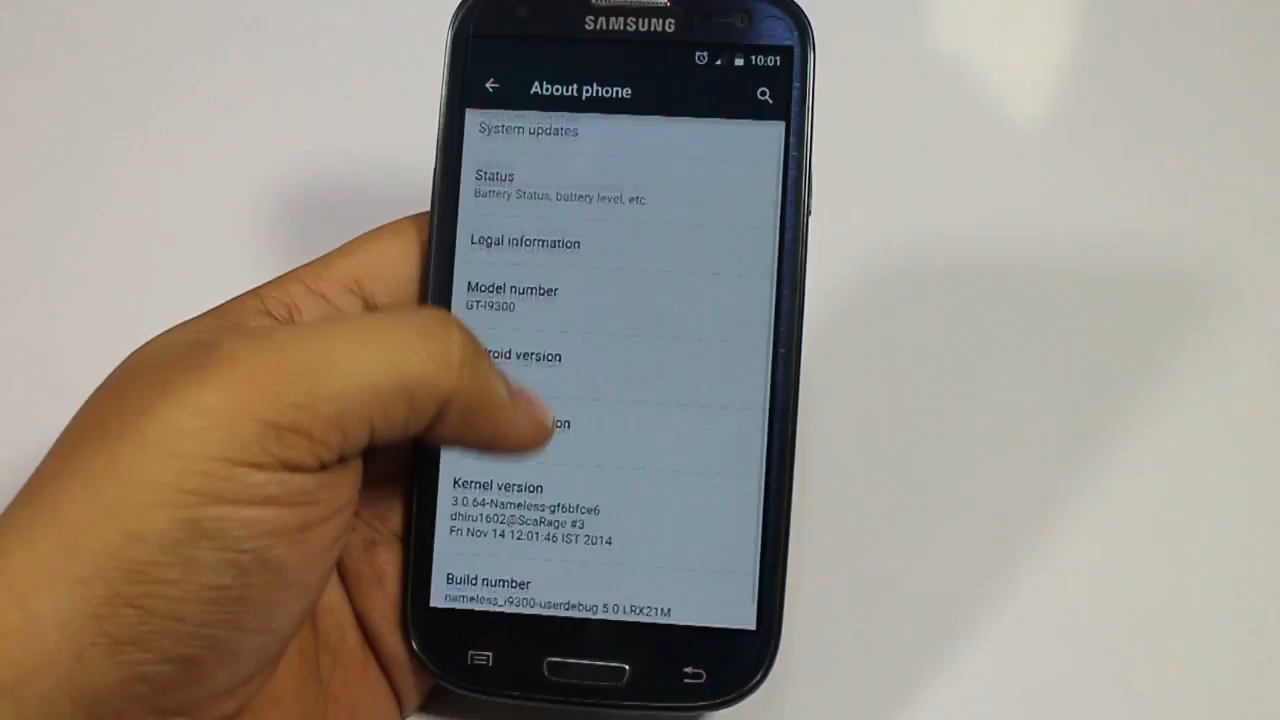 SAMSUNG
10:01
About phone
System updates
Status
Battery Status, battery level, etc.
Legal information
Model number
GT-I9300
roid version
ion
Kernel version
3.0.64-Nameless-gf6bfce6
dhiru1602@ScaRage #3
Fri Nov 14 12:01:46 IST 2014
Build number
nameless_i9300-userdebug 5.0 LRX21M